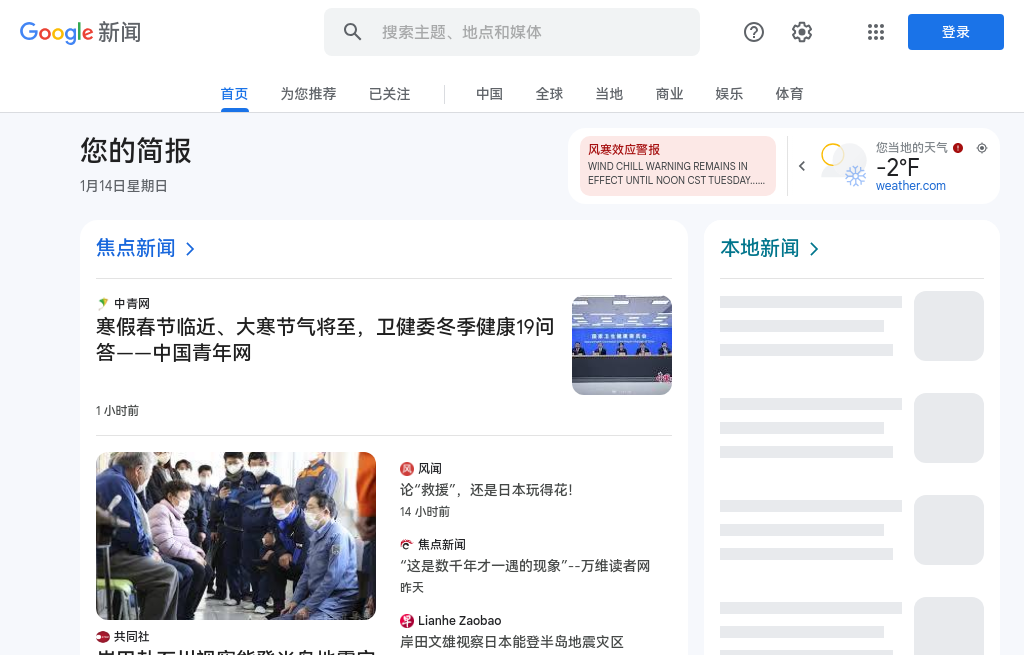 Google 新闻
搜索主题、地点和媒体
登录
首页
为您推荐
已关注
中国
全球
当地
商业
娱乐
体育
您的简报
1月14日星期日
风寒效应警报
WIND CHILL WARNING REMAINS IN
EFFECT UNTIL NOON CST TUESDAY......
您当地的天气
-2°F
weather.com
焦点新闻
本地新闻
中青网
寒假春节临近、大寒节气将至，卫健委冬季健康19问
答——中国青年网
1 小时前
国家卫生健康委员会
风闻
论“救援”，还是日本玩得花！
14 小时前
焦点新闻
“这是数千年才一遇的现象”--万维读者网
昨天
Lianhe Zaobao
岸田文雄视察日本能登半岛地震灾区
共同社